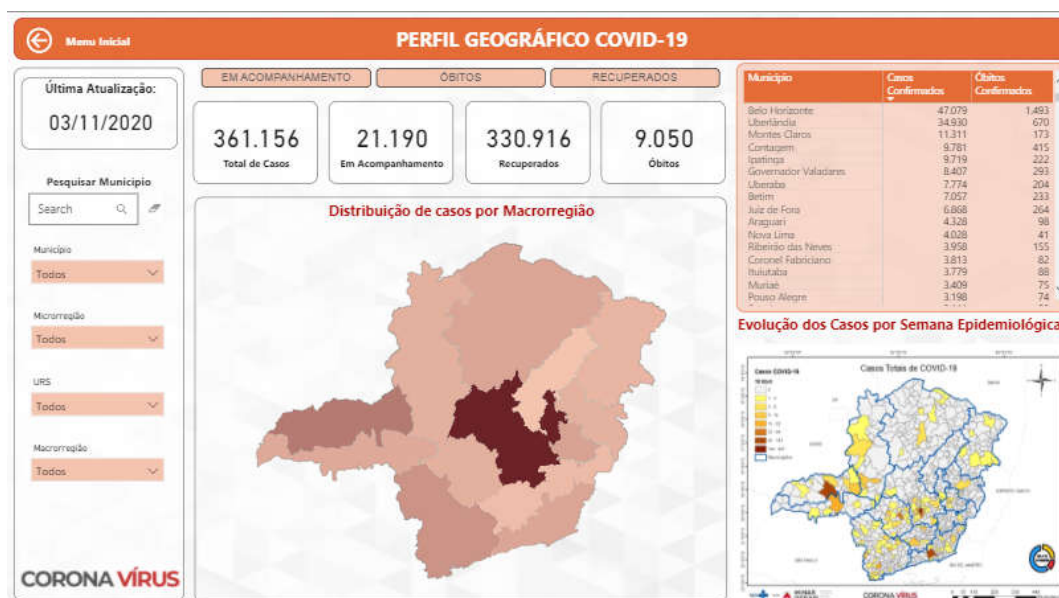 Menu Inicial
PERFIL GEOGRÁFICO COVID-19
Última Atualização:
03/11/2020
Pesquisar Municipio
Search
Município
Todos
Microrregião
Todos
URS
Todos
Macrorregião
Todos
CORONA VÍRUS
EM ACOMPANHAMENTO ÓBITOS RECUPERADOS
361.156 21.190 330.916 9.050
Total de Casos Em Acompanhamento Recuperados Óbitos
Distribuição de casos por Macrorregião
Município Casos Confirmados Óbitos Confirmados
Belo Horizonte 47.079 1.493
Uberlândia 34.930 670
Montes Claros 11.311 173
Contagem 9.781 415
Ipatinga 9.719 222
Governador Valadares 8.407 293
Uberaba 7.774 204
Betim 7.057 233
Juiz de Fora 6.868 264
Araguari 4.328 98
Nova Lima 4.028 41
Ribeirão das Neves 3.958 155
Coronel Fabriciano 3.813 82
Ituiutaba 3.779 88
Muriaé 3.409 75
Pouso Alegre 3.198 74
Evolução dos Casos por Semana Epidemiológica
Casos Totais de COVID-19
Casos COVID-19
CORONA VÍRUS